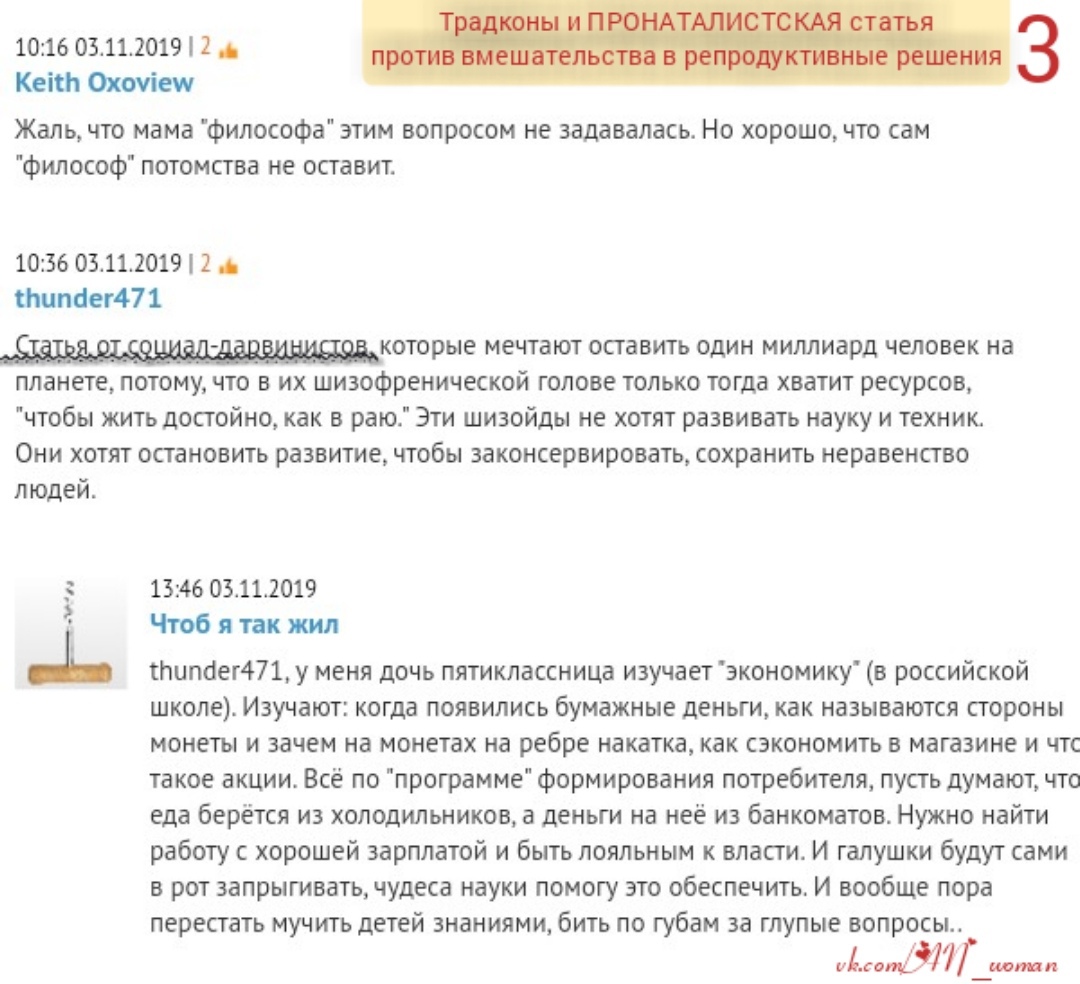 Традконы и ПРОНАТАЛИСТСКАЯ статья
против вмешательства в репродуктивные решения
3
10:16 03.11.2019 | 2
Keith Oxoview
Жаль, что мама "философа" этим вопросом не задавалась. Но хорошо, что сам
"философ" потомства не оставит.
10:36 03.11.2019 | 2
thunder471
Статья от социал-дарвинистов, которые мечтают оставить один миллиард человек на
планете, потому, что в их шизофренической голове только тогда хватит ресурсов,
"чтобы жить достойно, как в раю." Эти шизойды не хотят развивать науку и техник.
Они хотят остановить развитие, чтобы законсервировать, сохранить неравенство
людей.
13:46 03.11.2019
Чтоб я так жил
thunder471, у меня дочь пятиклассница изучает "экономику" (в российской
школе). Изучают: когда появились бумажные деньги, как называются стороны
монеты и зачем на монетах на ребре накатка, как сэкономить в магазине и что
такое акции. Всё по "программе" формирования потребителя, пусть думают, что
еда берётся из холодильников, а деньги на неё из банкоматов. Нужно найти
работу с хорошей зарплатой и быть лояльным к власти. И галушки будут сами
в рот запрыгивать, чудеса науки помогу это обеспечить. И вообще пора
перестать мучить детей знаниями, бить по губам за глупые вопросы..
vk.com/AN_woman